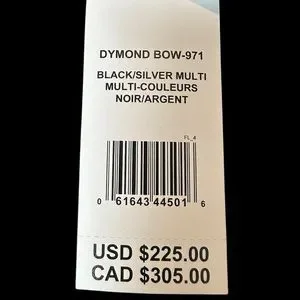 DYMOND BOW-971
BLACK/SILVER MULTI
MULTI-COULEURS
NOIR/ARGENT
FL_4
0 61643 44501 6
USD $225.00
CAD $305.00